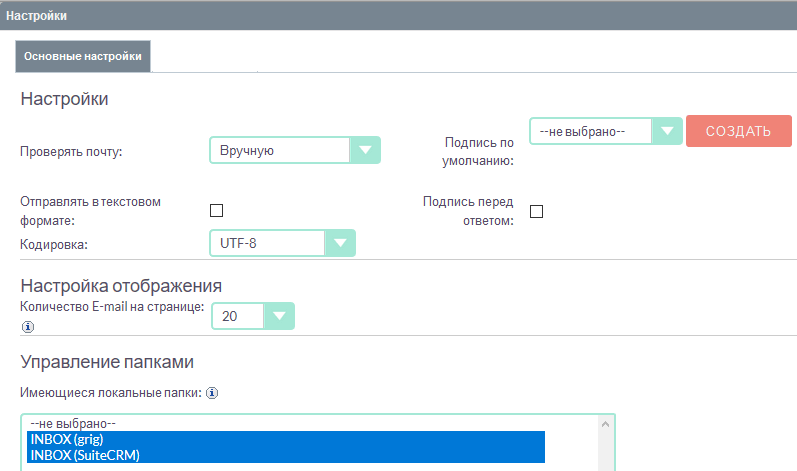 Настройки
Основные настройки
Настройки
Проверять почту:
Вручную
Подпись по
умолчанию:
--не выбрано--
СОЗДАТЬ
Отправлять в текстовом
формате:
Подпись перед
ответом:
Кодировка:
UTF-8
Настройка отображения
Количество E-mail на странице:
20
Управление папками
Имеющиеся локальные папки:
--не выбрано--
INBOX (grig)
INBOX (SuiteCRM)